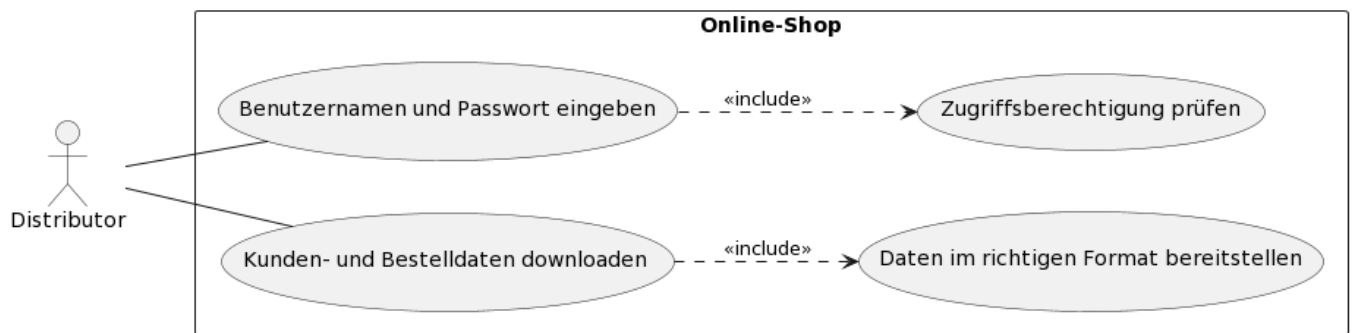 Online-Shop
Benutzernamen und Passwort eingeben
«include»
Zugriffsberechtigung prüfen
Distributor
Kunden- und Bestelldaten downloaden
«include»
Daten im richtigen Format bereitstellen